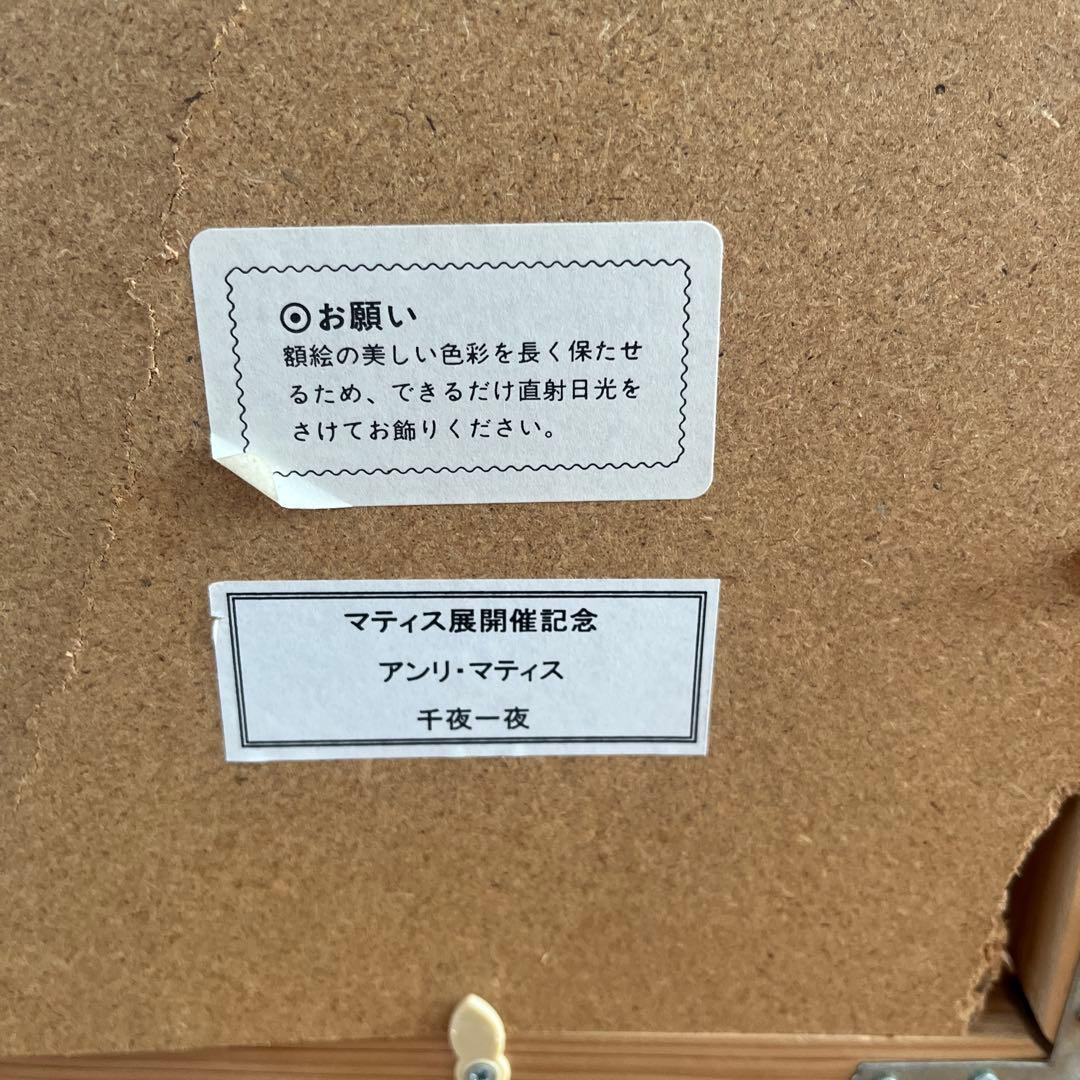 ⦿お願い
額絵の美しい色彩を長く保たせ
るため、できるだけ直射日光を
さけてお飾りください。
マティス展開催記念
アンリ・マティス
千夜一夜